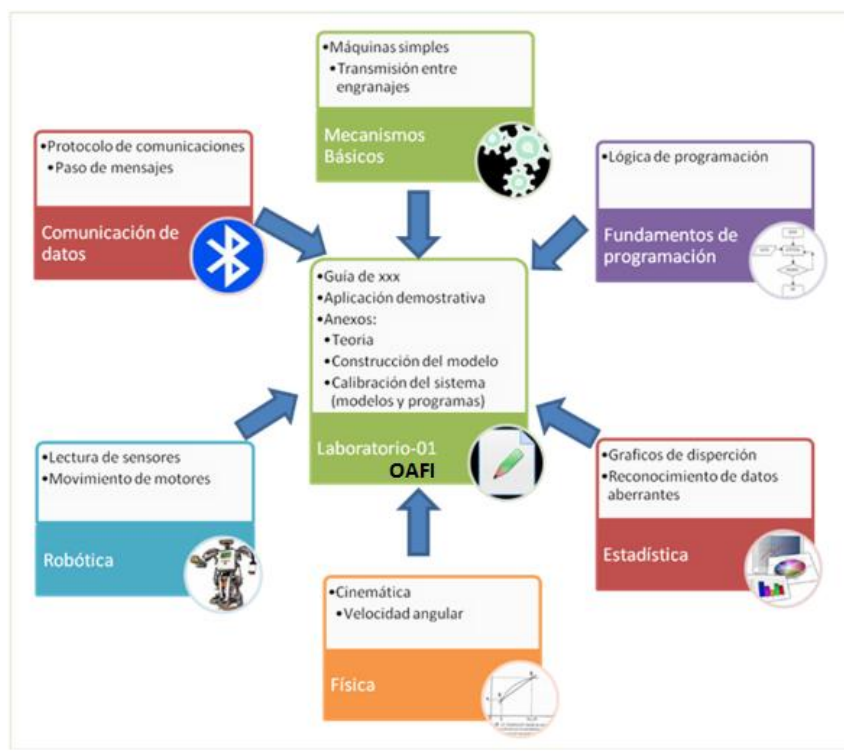 •Máquinas simples
•Transmisión entre
engranajes
Mecanismos
Básicos
•Protocolo de comunicaciones
•Paso de mensajes
Comunicación de
datos
•Lógica de programación
Fundamentos de
programación
•Guía de xxx
•Aplicación demostrativa
•Anexos:
•Teoria
•Construcción del modelo
•Calibración del sistema
(modelos y programas)
Laboratorio-01
OAFI
•Lectura de sensores
•Movimiento de motores
Robótica
•Graficos de disperción
•Reconocimiento de datos
aberrantes
Estadística
•Cinemática
•Velocidad angular
Física